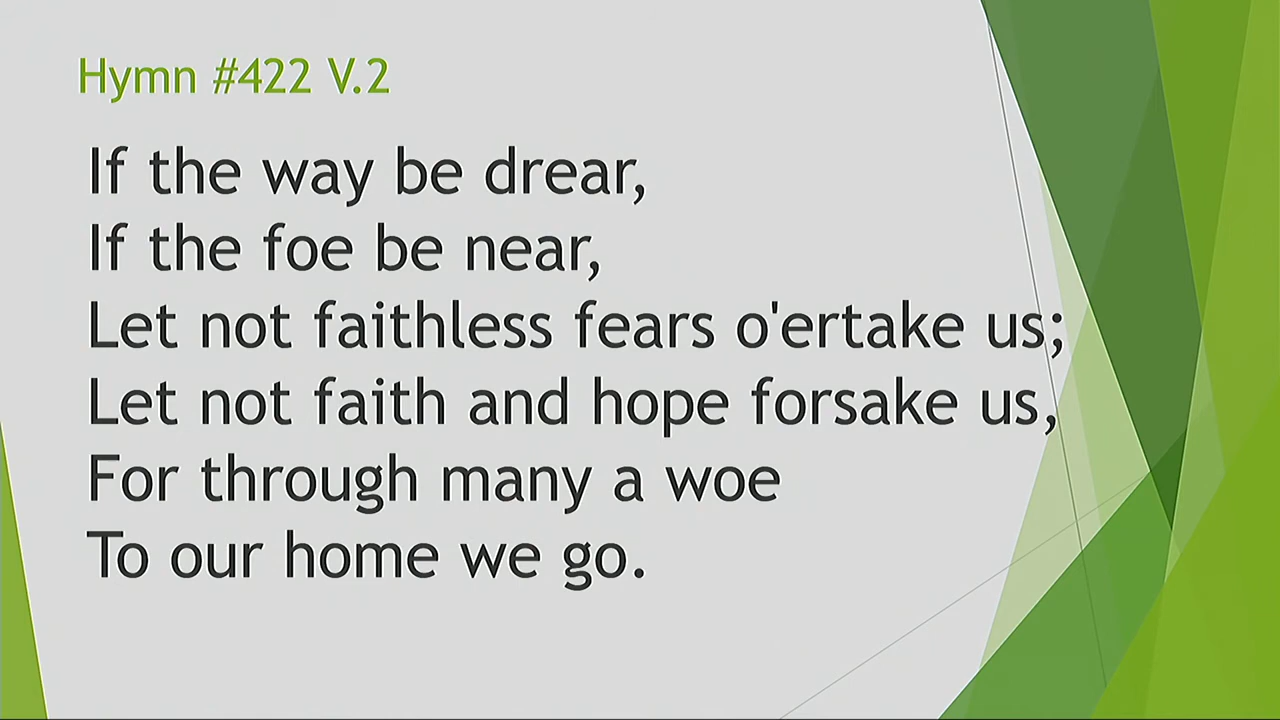 Hymn #422 V.2
If the way be drear,
If the foe be near,
Let not faithless fears o'ertake us;
Let not faith and hope forsake us,
For through many a woe
To our home we go.